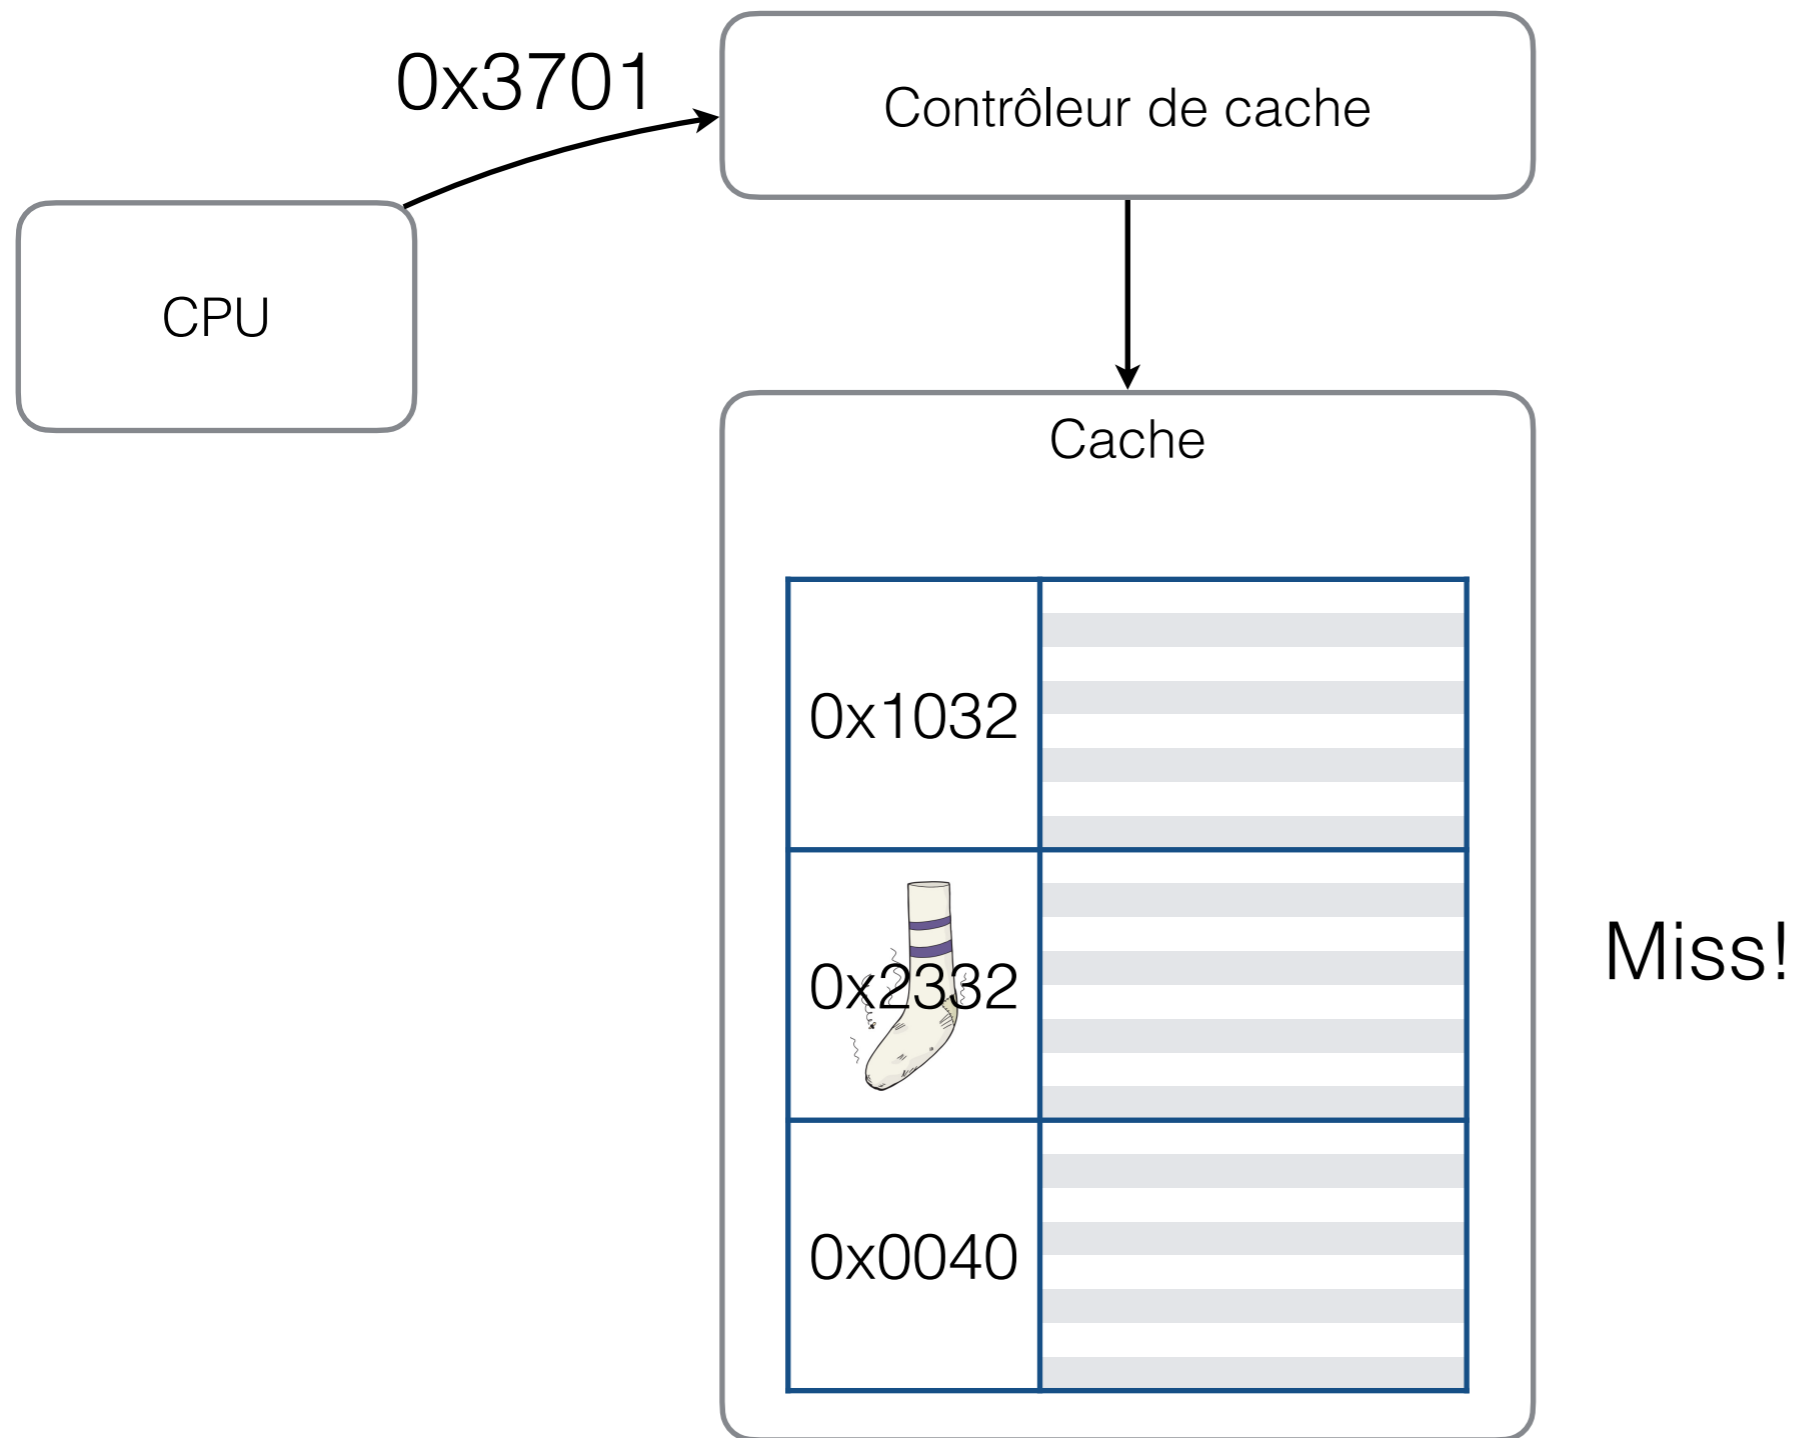 0x3701
Contrôleur de cache
CPU
Cache
0x1032
0x2332
Miss!
0x0040